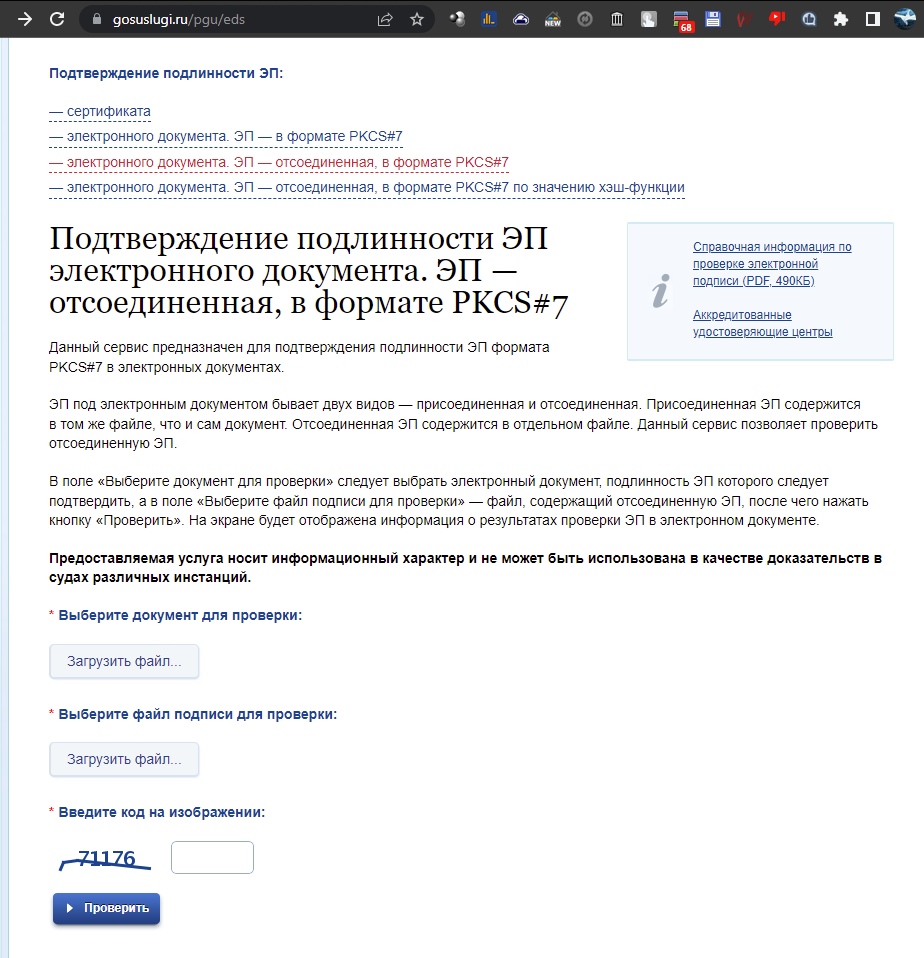 gosuslugi.ru/pgu/eds
NEW
68
Подтверждение подлинности ЭП:
— сертификата
— электронного документа. ЭП — в формате PKCS#7
— электронного документа. ЭП — отсоединенная, в формате PKCS#7
— электронного документа. ЭП — отсоединенная, в формате PKCS#7 по значению хэш-функции
Подтверждение подлинности ЭП
электронного документа. ЭП —
отсоединенная, в формате PKCS#7
Справочная информация по
проверке электронной
подписи (PDF, 490КБ)
Аккредитованные
удостоверяющие центры
Данный сервис предназначен для подтверждения подлинности ЭП формата
PKCS#7 в электронных документах.
ЭП под электронным документом бывает двух видов — присоединенная и отсоединенная. Присоединенная ЭП содержится
в том же файле, что и сам документ. Отсоединенная ЭП содержится в отдельном файле. Данный сервис позволяет проверить
отсоединенную ЭП.
В поле «Выберите документ для проверки» следует выбрать электронный документ, подлинность ЭП которого следует
подтвердить, а в поле «Выберите файл подписи для проверки» — файл, содержащий отсоединенную ЭП, после чего нажать
кнопку «Проверить». На экране будет отображена информация о результатах проверки ЭП в электронном документе.
Предоставляемая услуга носит информационный характер и не может быть использована в качестве доказательств в
судах различных инстанций.
* Выберите документ для проверки:
Загрузить файл...
* Выберите файл подписи для проверки:
Загрузить файл...
* Введите код на изображении:
71176
Проверить